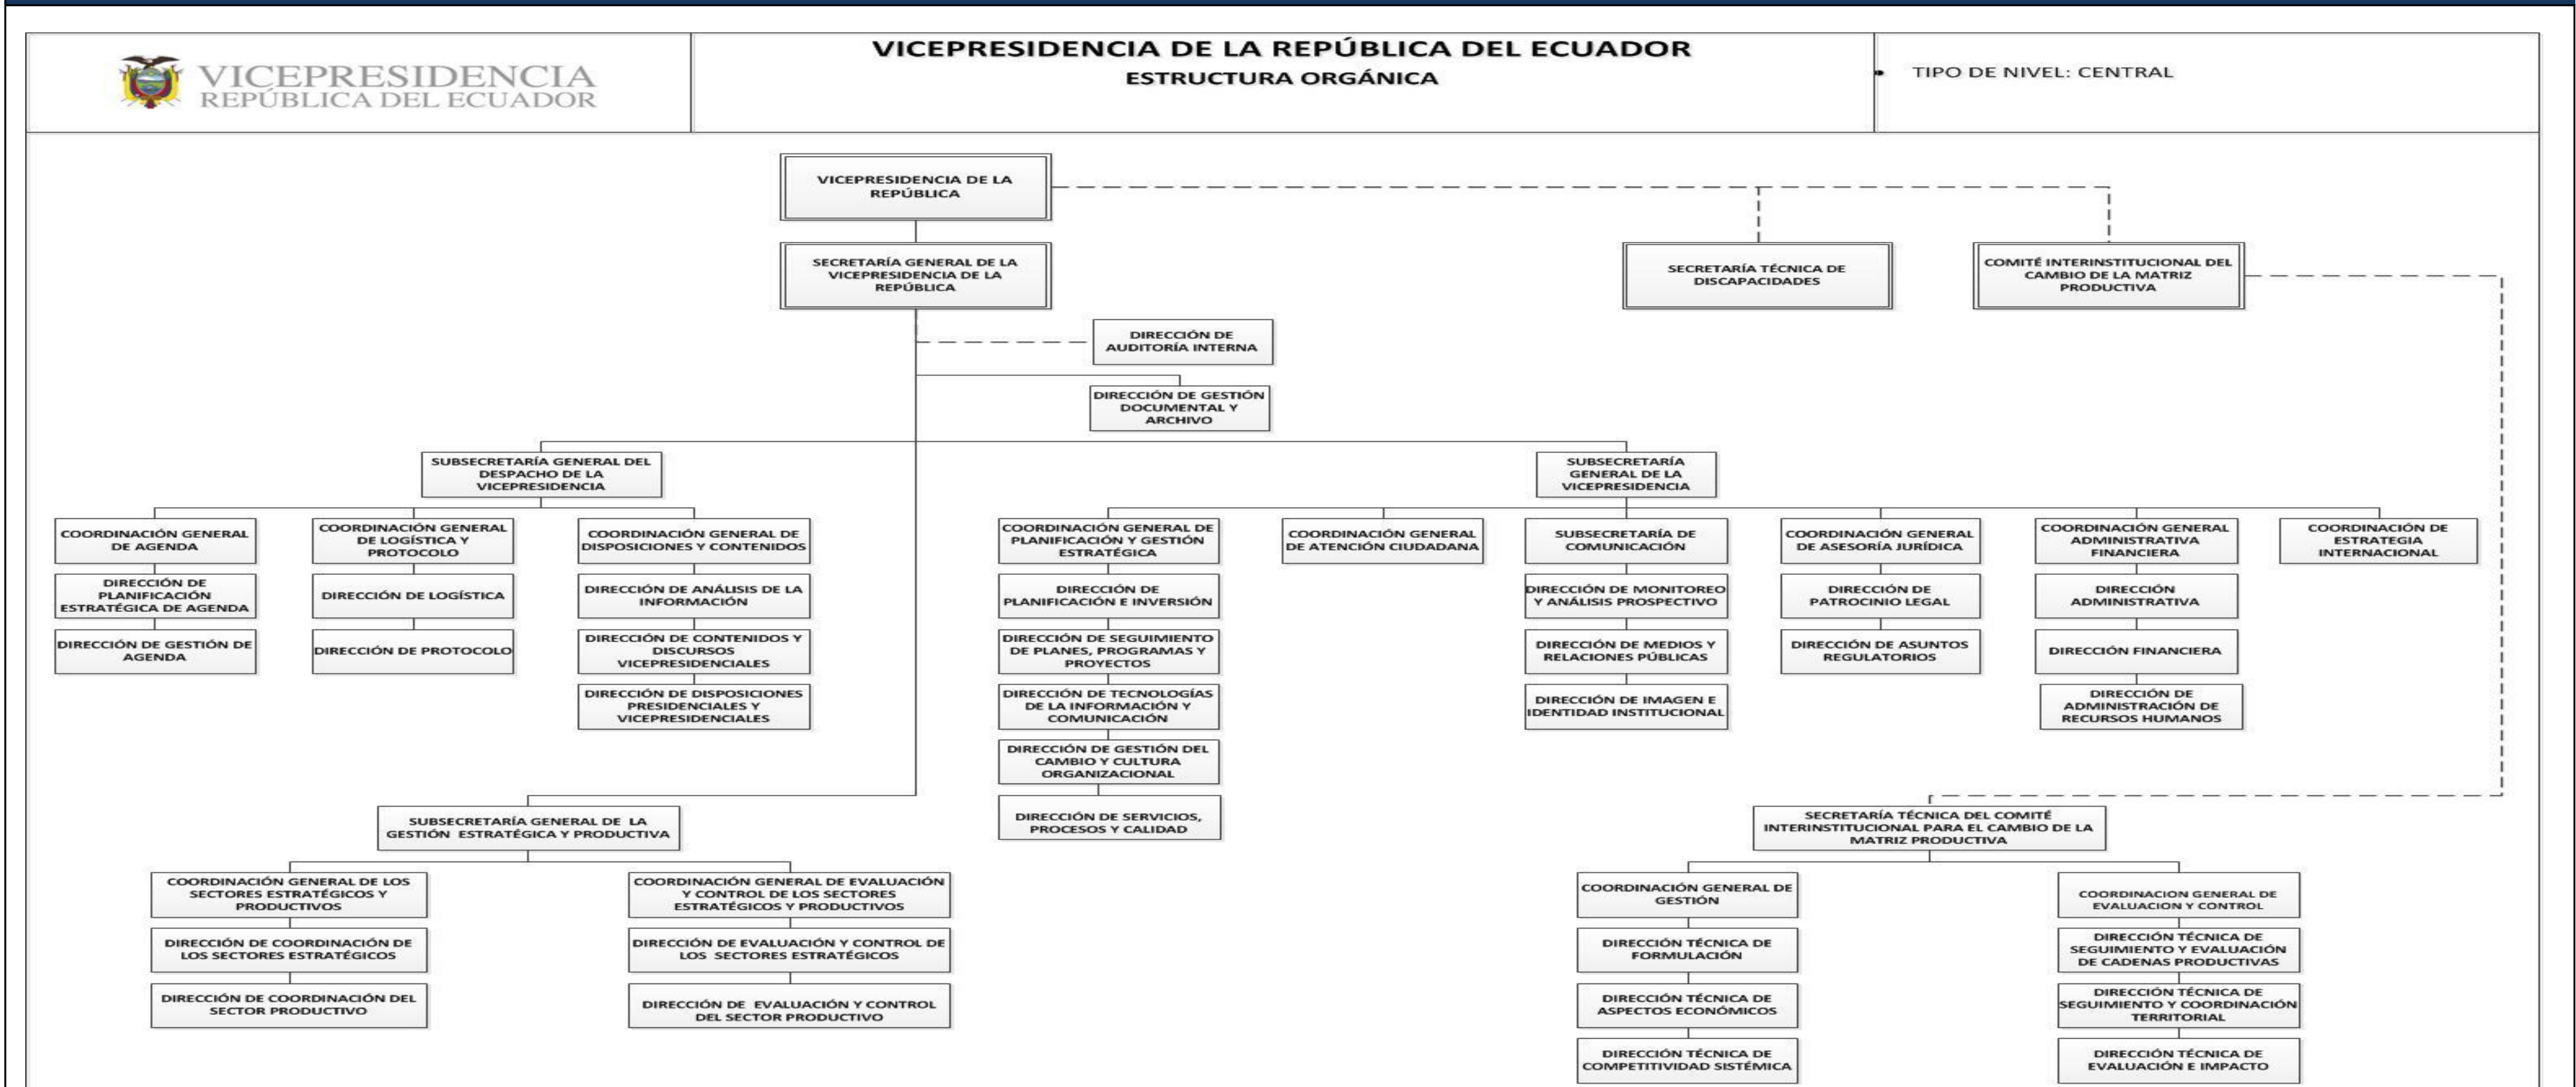 VICEPRESIDENCIA
REPÚBLICA DEL ECUADOR
VICEPRESIDENCIA DE LA REPÚBLICA DEL ECUADOR
ESTRUCTURA ORGÁNICA
• TIPO DE NIVEL: CENTRAL
VICEPRESIDENCIA DE LA
REPÚBLICA
SECRETARÍA GENERAL DE LA
VICEPRESIDENCIA DE LA
REPÚBLICA
SECRETARÍA TÉCNICA DE
DISCAPACIDADES
COMITÉ INTERINSTITUCIONAL DEL
CAMBIO DE LA MATRIZ
PRODUCTIVA
DIRECCIÓN DE
AUDITORÍA INTERNA
DIRECCIÓN DE GESTIÓN
DOCUMENTAL Y
ARCHIVO
SUBSECRETARÍA GENERAL DEL
DESPACHO DE LA
VICEPRESIDENCIA
SUBSECRETARÍA
GENERAL DE LA
VICEPRESIDENCIA
COORDINACIÓN GENERAL
DE AGENDA
DIRECCIÓN DE
PLANIFICACIÓN
ESTRATÉGICA DE AGENDA
DIRECCIÓN DE GESTIÓN DE
AGENDA
COORDINACIÓN GENERAL
DE LOGÍSTICA Y
PROTOCOLO
DIRECCIÓN DE LOGÍSTICA
DIRECCIÓN DE PROTOCOLO
COORDINACIÓN GENERAL DE
DISPOSICIONES Y CONTENIDOS
DIRECCIÓN DE ANÁLISIS DE LA
INFORMACIÓN
DIRECCIÓN DE CONTENIDOS Y
DISCURSOS
VICEPRESIDENCIALES
DIRECCIÓN DE DISPOSICIONES
PRESIDENCIALES Y
VICEPRESIDENCIALES
COORDINACIÓN GENERAL DE
PLANIFICACIÓN Y GESTIÓN
ESTRATÉGICA
DIRECCIÓN DE
PLANIFICACIÓN E INVERSIÓN
DIRECCIÓN DE SEGUIMIENTO
DE PLANES, PROGRAMAS Y
PROYECTOS
DIRECCIÓN DE TECNOLOGÍAS
DE LA INFORMACIÓN Y
COMUNICACIÓN
DIRECCIÓN DE GESTIÓN DEL
CAMBIO Y CULTURA
ORGANIZACIONAL
DIRECCIÓN DE SERVICIOS,
PROCESOS Y CALIDAD
COORDINACIÓN GENERAL
DE ATENCIÓN CIUDADANA
SUBSECRETARÍA DE
COMUNICACIÓN
DIRECCIÓN DE MONITOREO
Y ANÁLISIS PROSPECTIVO
DIRECCIÓN DE MEDIOS Y
RELACIONES PÚBLICAS
DIRECCIÓN DE IMAGEN E
IDENTIDAD INSTITUCIONAL
COORDINACIÓN GENERAL
DE ASESORÍA JURÍDICA
DIRECCIÓN DE
PATROCINIO LEGAL
DIRECCIÓN DE ASUNTOS
REGULATORIOS
COORDINACIÓN GENERAL
ADMINISTRATIVA
FINANCIERA
DIRECCIÓN
ADMINISTRATIVA
DIRECCIÓN FINANCIERA
DIRECCIÓN DE
ADMINISTRACIÓN DE
RECURSOS HUMANOS
COORDINACIÓN DE
ESTRATEGIA
INTERNACIONAL
SUBSECRETARÍA GENERAL DE LA
GESTIÓN ESTRATÉGICA Y PRODUCTIVA
COORDINACIÓN GENERAL DE LOS
SECTORES ESTRATÉGICOS Y
PRODUCTIVOS
DIRECCIÓN DE COORDINACIÓN DE
LOS SECTORES ESTRATÉGICOS
DIRECCIÓN DE COORDINACIÓN DEL
SECTOR PRODUCTIVO
COORDINACIÓN GENERAL DE EVALUACIÓN
Y CONTROL DE LOS SECTORES
ESTRATÉGICOS Y PRODUCTIVOS
DIRECCIÓN DE EVALUACIÓN Y CONTROL DE
LOS SECTORES ESTRATÉGICOS
DIRECCIÓN DE EVALUACIÓN Y CONTROL
DEL SECTOR PRODUCTIVO
SECRETARÍA TÉCNICA DEL COMITÉ
INTERINSTITUCIONAL PARA EL CAMBIO DE LA
MATRIZ PRODUCTIVA
COORDINACIÓN GENERAL DE
GESTIÓN
DIRECCIÓN TÉCNICA DE
FORMULACIÓN
DIRECCIÓN TÉCNICA DE
ASPECTOS ECONÓMICOS
DIRECCIÓN TÉCNICA DE
COMPETITIVIDAD SISTÉMICA
COORDINACION GENERAL DE
EVALUACION Y CONTROL
DIRECCIÓN TÉCNICA DE
SEGUIMIENTO Y EVALUACIÓN
DE CADENAS PRODUCTIVAS
DIRECCIÓN TÉCNICA DE
SEGUIMIENTO Y COORDINACIÓN
TERRITORIAL
DIRECCIÓN TÉCNICA DE
EVALUACIÓN E IMPACTO